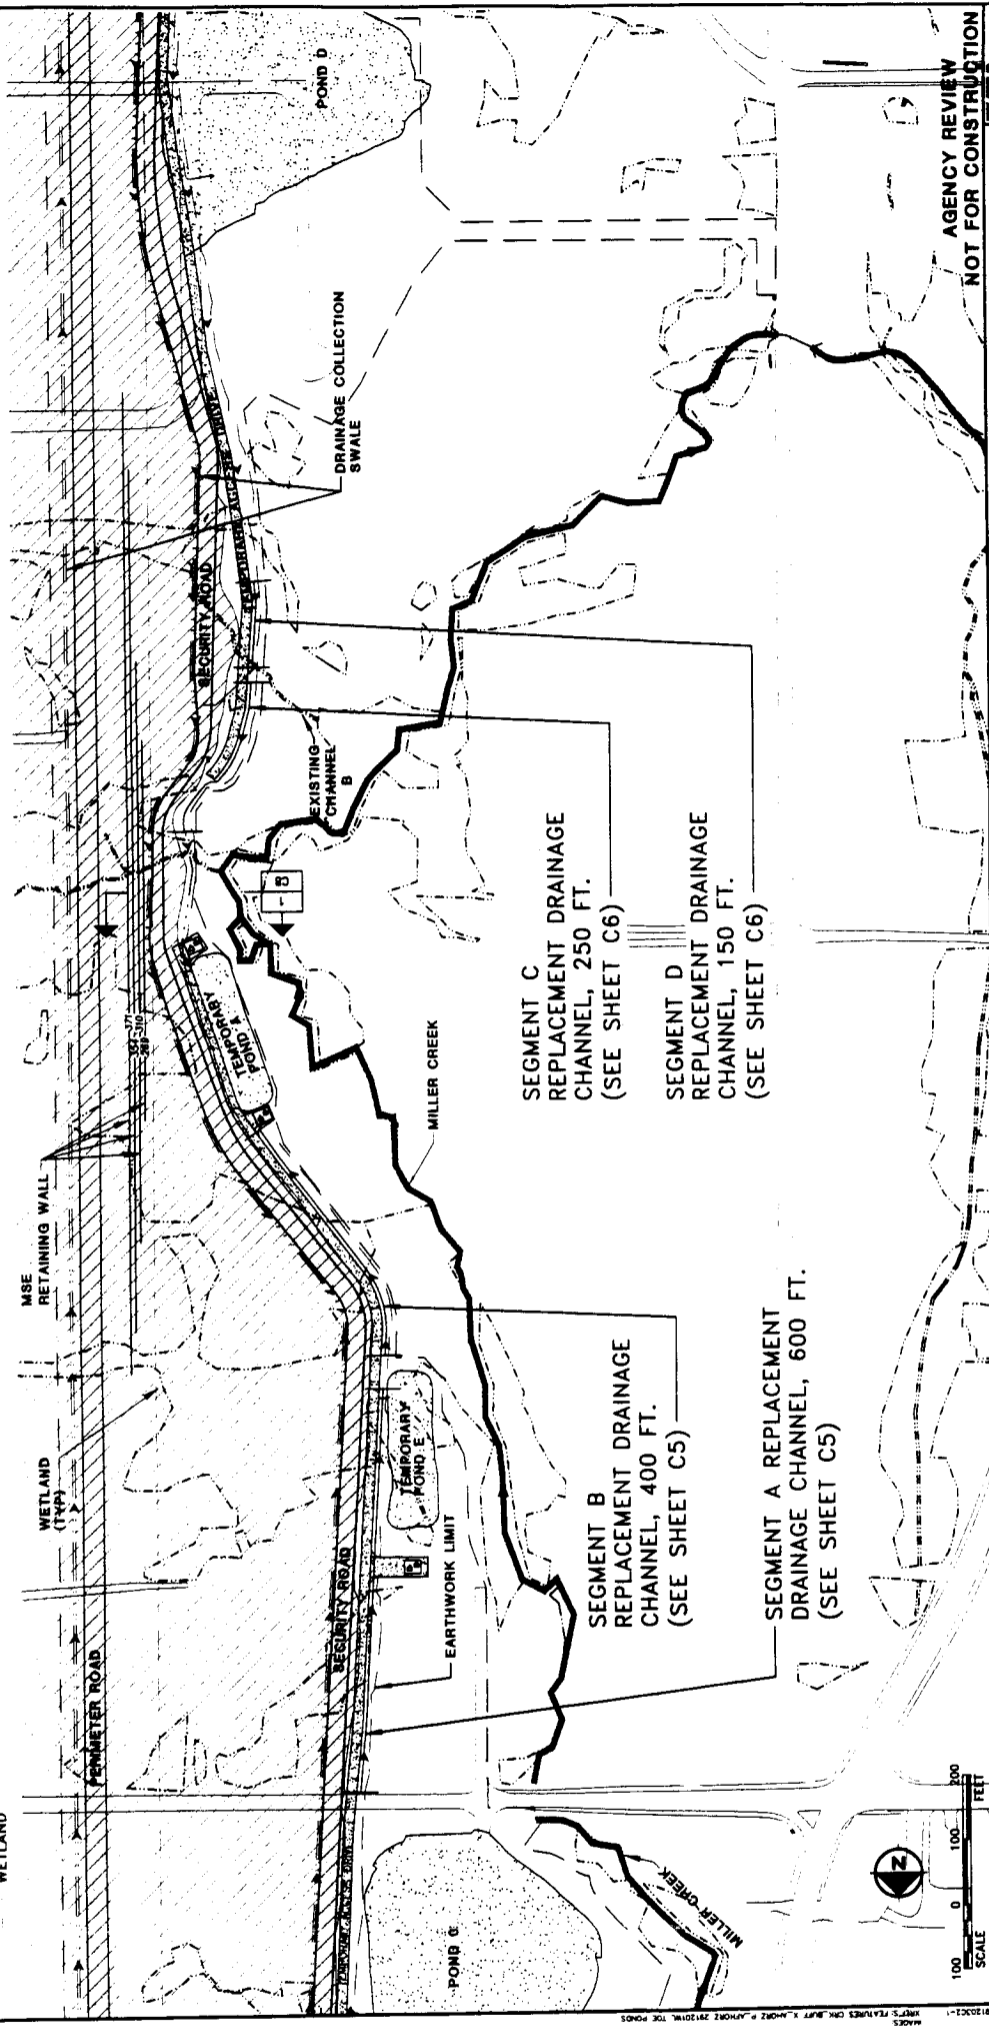 WETLAND
PERIMETER ROAD
WETLAND
(TYP)
MSE
RETAINING WALL
SECURITY ROAD
EARTHWORK LIMIT
TEMPORARY
POND E
TEMPORARY
POND A
SECURITY ROAD
DRAINAGE COLLECTION
SWALE
POND D
EXISTING
CHANNEL
B
MILLER CREEK
POND G
MILLER CREEK
SEGMENT B
REPLACEMENT DRAINAGE
CHANNEL, 400 FT.
(SEE SHEET C5)
SEGMENT A REPLACEMENT
DRAINAGE CHANNEL, 600 FT.
(SEE SHEET C5)
SEGMENT C
REPLACEMENT DRAINAGE
CHANNEL, 250 FT.
(SEE SHEET C6)
SEGMENT D
REPLACEMENT DRAINAGE
CHANNEL, 150 FT.
(SEE SHEET C6)
N
100 0 100 200
SCALE FEET
AGENCY REVIEW
NOT FOR CONSTRUCTION